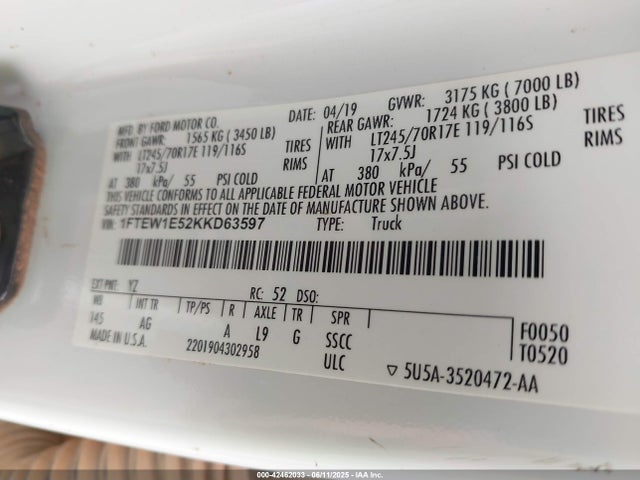 MFD. BY FORD MOTOR CO. DATE: 04/19 GVWR: 3175 KG ( 7000 LB)
FRONT GAWR: 1565 KG ( 3450 LB) REAR GAWR: 1724 KG ( 3800 LB)
WITH LT245/70R17E 119/116S TIRES WITH LT245/70R17E 119/116S TIRES
17x7.5J RIMS 17x7.5J RIMS
AT 380 kPa/ 55 PSI COLD AT 380 kPa/ 55 PSI COLD
THIS VEHICLE CONFORMS TO ALL APPLICABLE FEDERAL MOTOR VEHICLE
SAFETY STANDARDS IN EFFECT ON THE DATE OF MANUFACTURE SHOWN ABOVE.
VIN: 1FTEW1E52KKD63597 TYPE: Truck
EXT PNT: YZ RC: 52 DSO:
WB INT TR TP/PS R AXLE TR SPR
145 AG A L9 G SSCC F0050
MADE IN U.S.A. 2201904302958 ULC T0520
▽ 5U5A-3520472-AA
000-42462033 - 06/11/2025 - IAAI.com